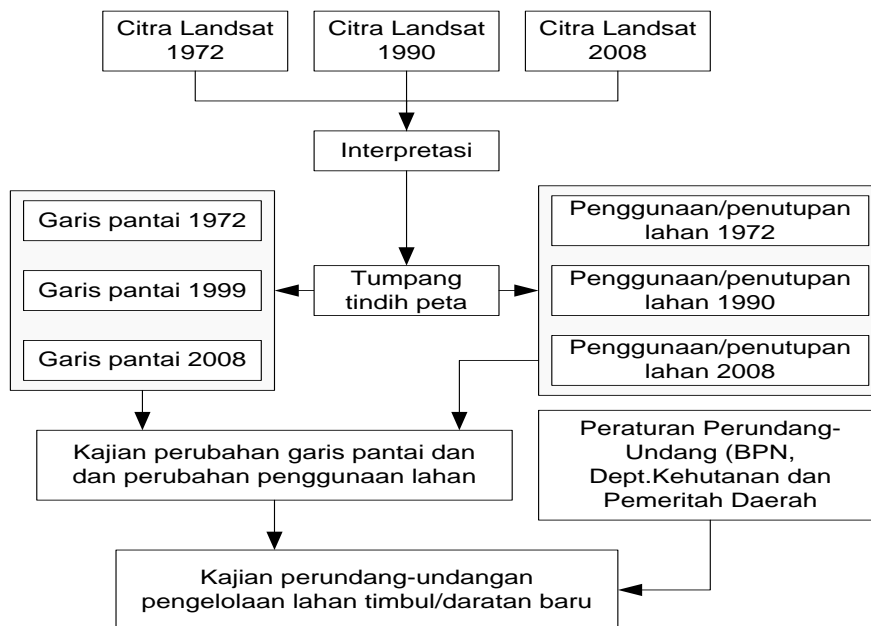 Citra Landsat
1972
Citra Landsat
1990
Citra Landsat
2008
Interpretasi
Garis pantai 1972
Garis pantai 1999
Garis pantai 2008
Tumpang
tindih peta
Penggunaan/penutupan
lahan 1972
Penggunaan/penutupan
lahan 1990
Penggunaan/penutupan
lahan 2008
Kajian perubahan garis pantai dan
dan perubahan penggunaan lahan
Peraturan Perundang-
Undang (BPN,
Dept.Kehutanan dan
Pemeritah Daerah
Kajian perundang-undangan
pengelolaan lahan timbul/daratan baru